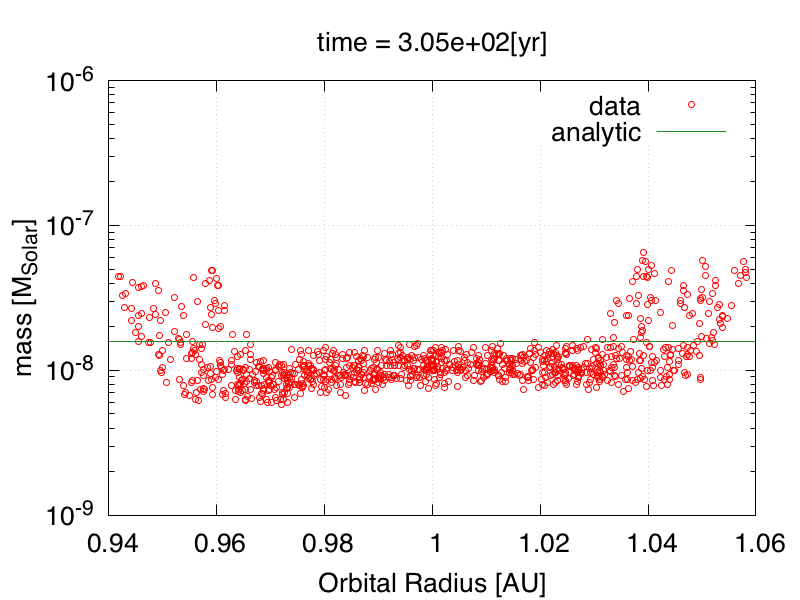 time = 3.05e+02[yr]
10^-6
data
analytic
10^-7
mass [M_Solar]
10^-8
10^-9
0.94 0.96 0.98 1 1.02 1.04 1.06
Orbital Radius [AU]